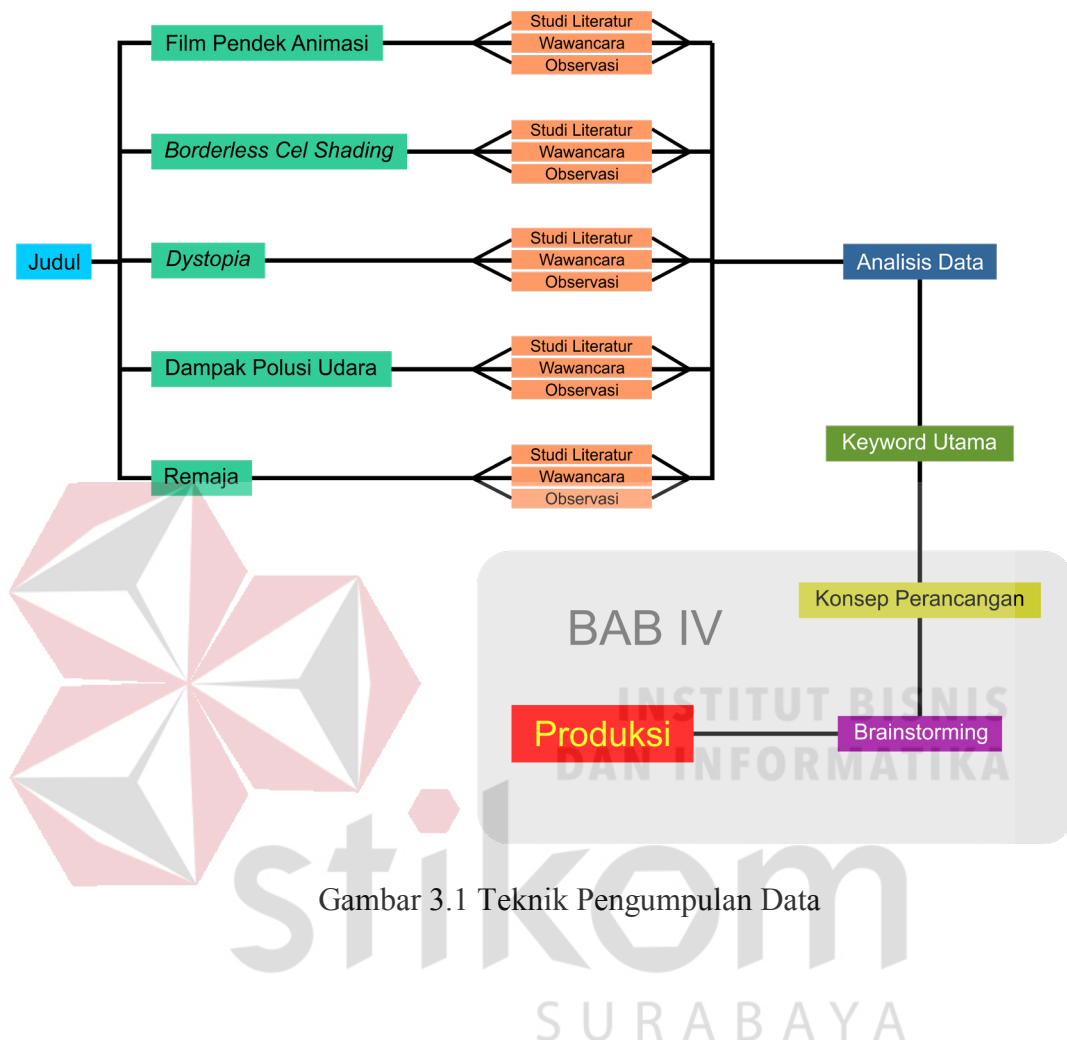 Film Pendek Animasi
Studi Literatur
Wawancara
Observasi
Borderless Cel Shading
Studi Literatur
Wawancara
Observasi
Judul
Dystopia
Studi Literatur
Wawancara
Observasi
Analisis Data
Dampak Polusi Udara
Studi Literatur
Wawancara
Observasi
Keyword Utama
Remaja
Studi Literatur
Wawancara
Observasi
Konsep Perancangan
BAB IV
INSTITUT BISNIS
DAN INFORMATIKA
Produksi
Brainstorming
stikom
Gambar 3.1 Teknik Pengumpulan Data
SURABAYA